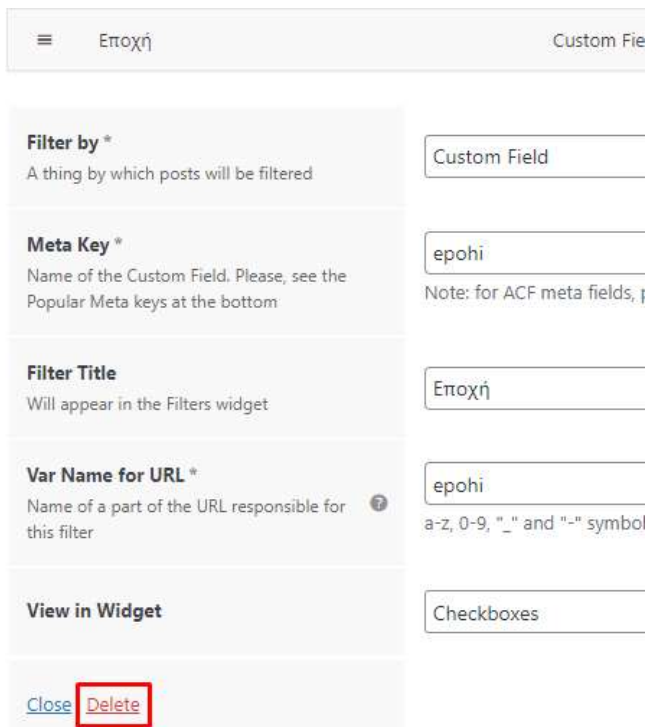 Εποχή Custom Fie
Filter by *
A thing by which posts will be filtered
Custom Field
Meta Key *
Name of the Custom Field. Please, see the
Popular Meta keys at the bottom
epohi
Note: for ACF meta fields, p
Filter Title
Will appear in the Filters widget
Εποχή
Var Name for URL *
Name of a part of the URL responsible for
this filter
?
epohi
a-z, 0-9, "_" and "-" symbol
View in Widget
Checkboxes
Close Delete